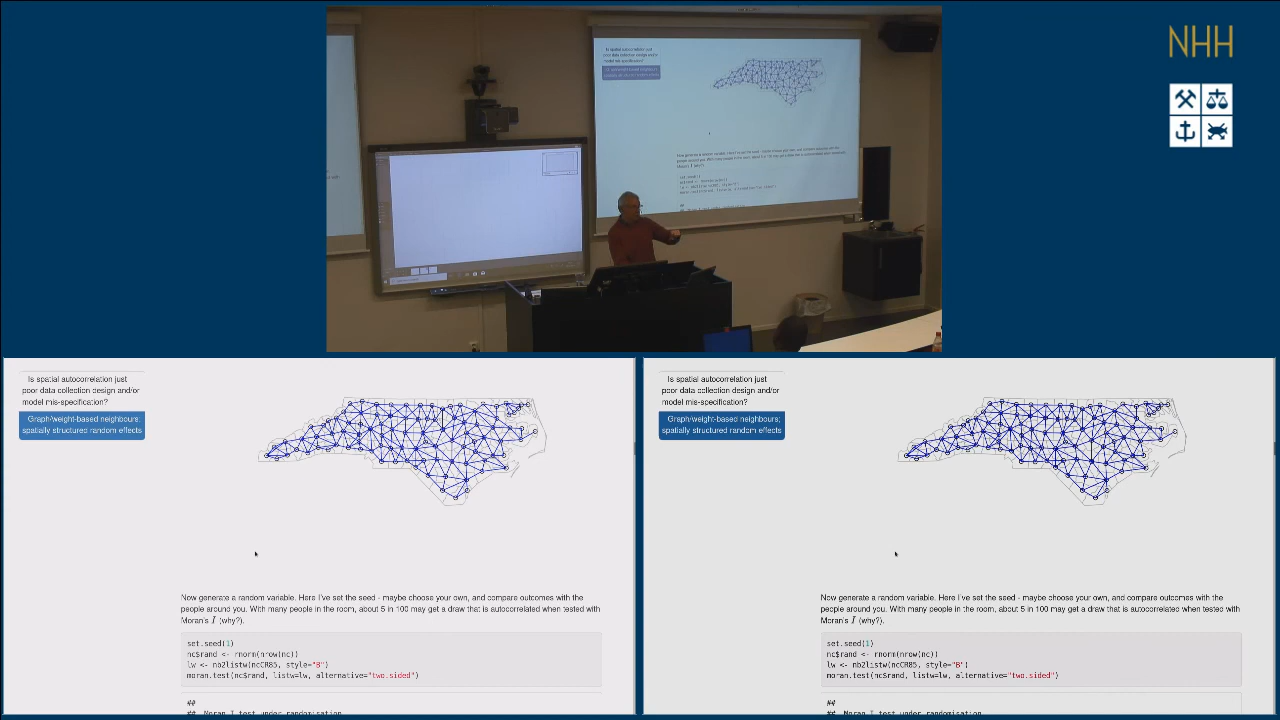 NHH
Is spatial autocorrelation just
poor data collection design and/or
model mis-specification?
Graph/weight-based neighbours;
spatially structured random effects
Now generate a random variable. Here I've set the seed - maybe choose your own, and compare outcomes with the
people around you. With many people in the room, about 5 in 100 may get a draw that is autocorrelated when tested with
Moran's I (why?).
set.seed(1)
nc$rand <- rnorm(nrow(nc))
lw <- nb2listw(ncCR85, style="B")
moran.test(nc$rand, listw=lw, alternative="two.sided")
##
## Moran I test under randomisation
Is spatial autocorrelation just
poor data collection design and/or
model mis-specification?
Graph/weight-based neighbours;
spatially structured random effects
Now generate a random variable. Here I've set the seed - maybe choose your own, and compare outcomes with the
people around you. With many people in the room, about 5 in 100 may get a draw that is autocorrelated when tested with
Moran's I (why?).
set.seed(1)
nc$rand <- rnorm(nrow(nc))
lw <- nb2listw(ncCR85, style="B")
moran.test(nc$rand, listw=lw, alternative="two.sided")
##
## Moran I test under randomisation